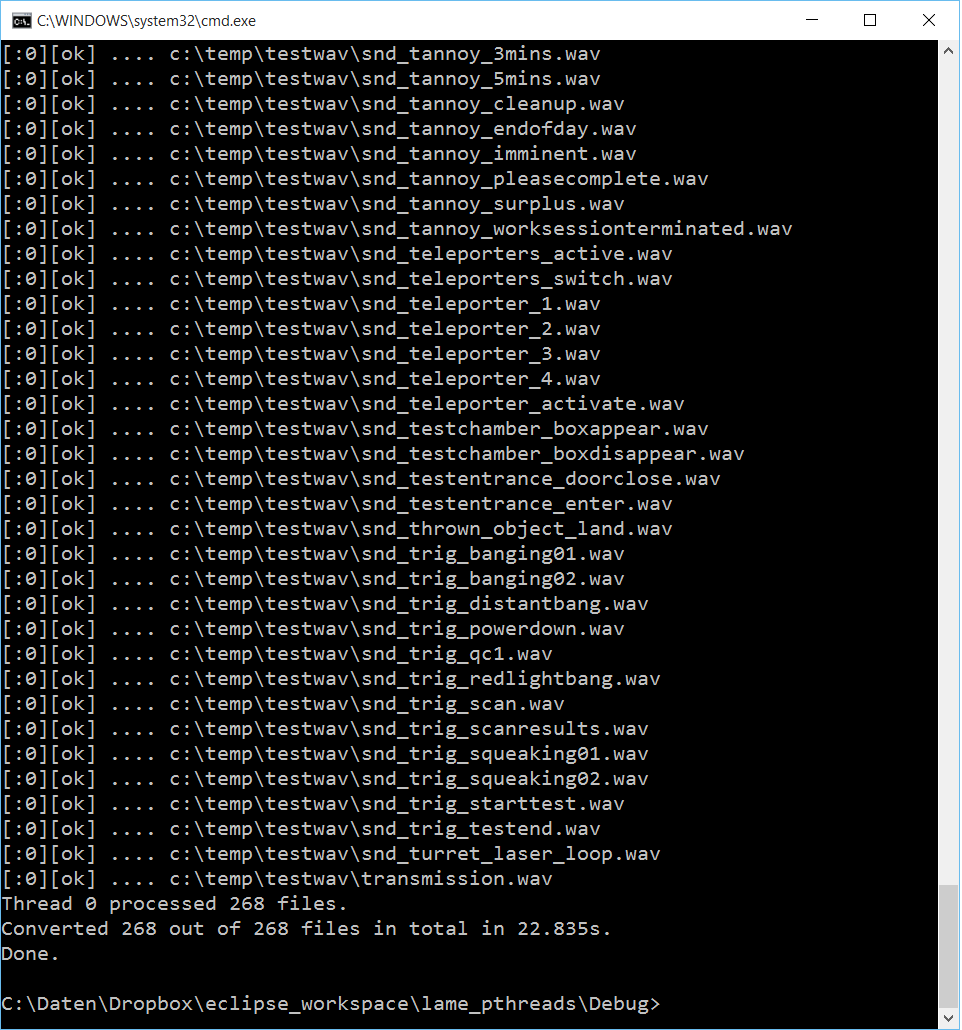 C:\WINDOWS\system32\cmd.exe
[:0][ok] .... c:\temp\testwav\snd_tannoy_3mins.wav
[:0][ok] .... c:\temp\testwav\snd_tannoy_5mins.wav
[:0][ok] .... c:\temp\testwav\snd_tannoy_cleanup.wav
[:0][ok] .... c:\temp\testwav\snd_tannoy_endofday.wav
[:0][ok] .... c:\temp\testwav\snd_tannoy_imminent.wav
[:0][ok] .... c:\temp\testwav\snd_tannoy_pleasecomplete.wav
[:0][ok] .... c:\temp\testwav\snd_tannoy_surplus.wav
[:0][ok] .... c:\temp\testwav\snd_tannoy_worksessionterminated.wav
[:0][ok] .... c:\temp\testwav\snd_teleporters_active.wav
[:0][ok] .... c:\temp\testwav\snd_teleporters_switch.wav
[:0][ok] .... c:\temp\testwav\snd_teleporter_1.wav
[:0][ok] .... c:\temp\testwav\snd_teleporter_2.wav
[:0][ok] .... c:\temp\testwav\snd_teleporter_3.wav
[:0][ok] .... c:\temp\testwav\snd_teleporter_4.wav
[:0][ok] .... c:\temp\testwav\snd_teleporter_activate.wav
[:0][ok] .... c:\temp\testwav\snd_testchamber_boxappear.wav
[:0][ok] .... c:\temp\testwav\snd_testchamber_boxdisappear.wav
[:0][ok] .... c:\temp\testwav\snd_testentrance_doorclose.wav
[:0][ok] .... c:\temp\testwav\snd_testentrance_enter.wav
[:0][ok] .... c:\temp\testwav\snd_thrown_object_land.wav
[:0][ok] .... c:\temp\testwav\snd_trig_banging01.wav
[:0][ok] .... c:\temp\testwav\snd_trig_banging02.wav
[:0][ok] .... c:\temp\testwav\snd_trig_distantbang.wav
[:0][ok] .... c:\temp\testwav\snd_trig_powerdown.wav
[:0][ok] .... c:\temp\testwav\snd_trig_qc1.wav
[:0][ok] .... c:\temp\testwav\snd_trig_redlightbang.wav
[:0][ok] .... c:\temp\testwav\snd_trig_scan.wav
[:0][ok] .... c:\temp\testwav\snd_trig_scanresults.wav
[:0][ok] .... c:\temp\testwav\snd_trig_squeaking01.wav
[:0][ok] .... c:\temp\testwav\snd_trig_squeaking02.wav
[:0][ok] .... c:\temp\testwav\snd_trig_starttest.wav
[:0][ok] .... c:\temp\testwav\snd_trig_testend.wav
[:0][ok] .... c:\temp\testwav\snd_turret_laser_loop.wav
[:0][ok] .... c:\temp\testwav\transmission.wav
Thread 0 processed 268 files.
Converted 268 out of 268 files in total in 22.835s.
Done.
C:\Daten\Dropbox\eclipse_workspace\lame_pthreads\Debug>